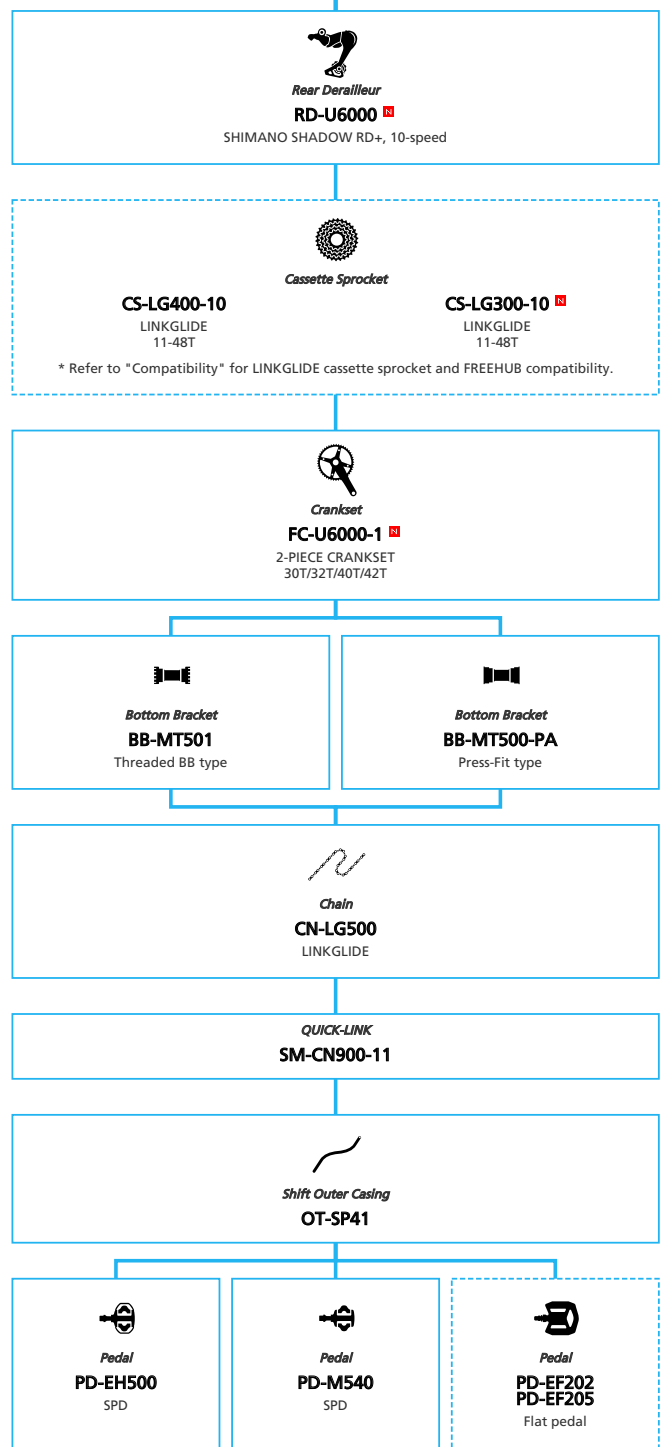 Rear Derailleur
RD-U6000 N
SHIMANO SHADOW RD+, 10-speed
Cassette Sprocket
CS-LG400-10
LINKGLIDE
11-48T
CS-LG300-10 N
LINKGLIDE
11-48T
* Refer to "Compatibility" for LINKGLIDE cassette sprocket and FREEHUB compatibility.
Crankset
FC-U6000-1 N
2-PIECE CRANKSET
30T/32T/40T/42T
Bottom Bracket
BB-MT501
Threaded BB type
Bottom Bracket
BB-MT500-PA
Press-Fit type
Chain
CN-LG500
LINKGLIDE
QUICK-LINK
SM-CN900-11
Shift Outer Casing
OT-SP41
Pedal
PD-EH500
SPD
Pedal
PD-M540
SPD
Pedal
PD-EF202
PD-EF205
Flat pedal